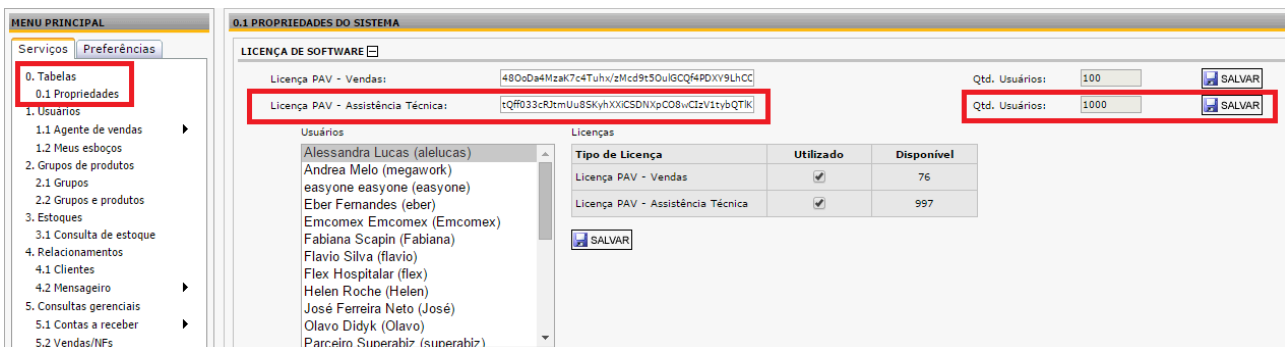 MENU PRINCIPAL
Serviços
Preferências
0. Tabelas
0.1 Propriedades
1. Usuários
1.1 Agente de vendas
1.2 Meus esboços
2. Grupos de produtos
2.1 Grupos
2.2 Grupos e produtos
3. Estoques
3.1 Consulta de estoque
4. Relacionamentos
4.1 Clientes
4.2 Mensageiro
5. Consultas gerenciais
5.1 Contas a receber
5.2 Vendas/NFs
0.1 PROPRIEDADES DO SISTEMA
LICENÇA DE SOFTWARE
Licença PAV - Vendas: 48OoDa4MzaK7c4Tuhx/zMcd9t5OulGCQf4PDXY9LhCC Qtd. Usuários: 100 SALVAR
Licença PAV - Assistência Técnica: tQff033cRJtmUu8SKyhXXiCSDNXpCO8wCIzV1tybQTlK Qtd. Usuários: 1000 SALVAR
Usuários
Alessandra Lucas (alelucas)
Andrea Melo (megawork)
easyone easyone (easyone)
Eber Fernandes (eber)
Emcomex Emcomex (Emcomex)
Fabiana Scapin (Fabiana)
Flavio Silva (flavio)
Flex Hospitalar (flex)
Helen Roche (Helen)
José Ferreira Neto (José)
Olavo Didyk (Olavo)
Parceiro Superabiz (superabiz)
Licenças
Tipo de Licença Utilizado Disponível
Licença PAV - Vendas 76
Licença PAV - Assistência Técnica 997
SALVAR